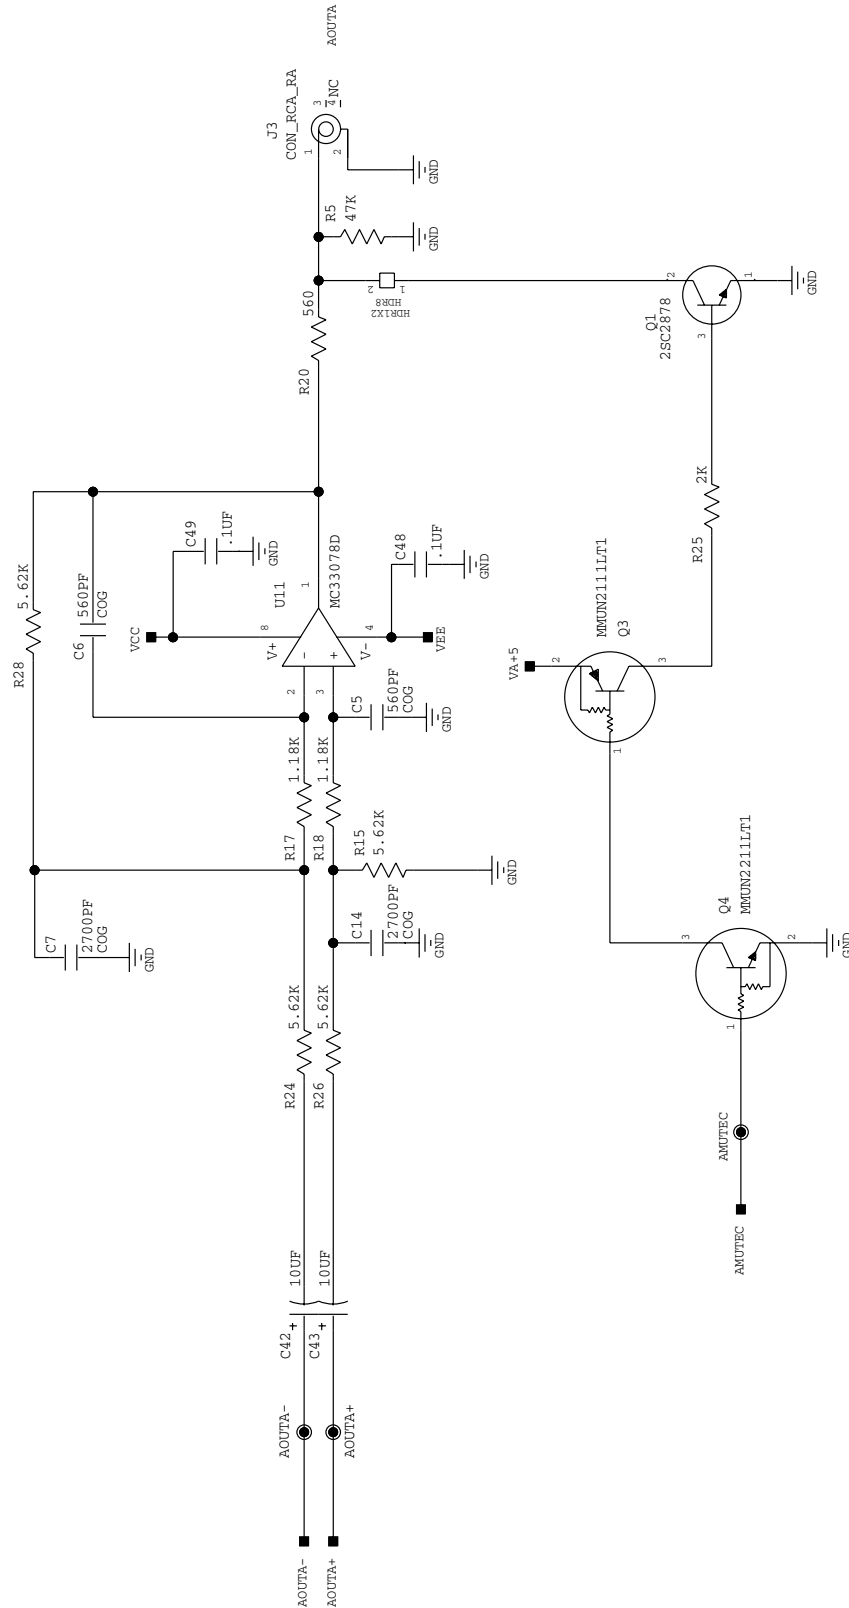 AOUTA
J3
CON_RCA_RA
3
4
NC
1
2
GND
R5
47K
GND
560
R20
2
1
HDR8
HDR1X2
2
1
3
Q1
2SC2878
GND
5.62K
R28
560PF
COG
C6
C49
.1UF
GND
VCC
U11
1
MC33078D
8
V+
-
+
4
V-
2
3
C48
.1UF
GND
VEE
C5
560PF
COG
GND
2K
R25
MMUN2111LT1
Q3
VA+5
2
3
1
1.18K
R17
1.18K
R18
R15
5.62K
GND
C7
2700PF
COG
GND
C14
2700PF
COG
GND
Q4
MMUN2211LT1
3
2
1
GND
5.62K
R24
5.62K
R26
AMUTEC
AMUTEC
10UF
C42
+
10UF
C43
+
AOUTA-
AOUTA+
AOUTA-
AOUTA+